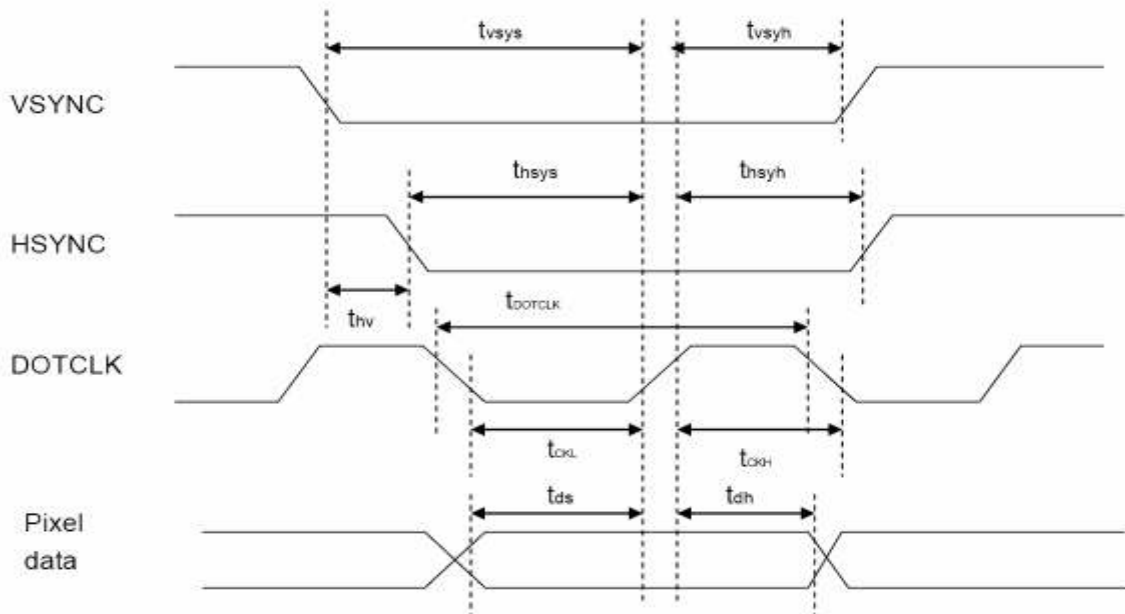 tvsys tvsyh
VSYNC
thsys thsyh
HSYNC
tDOTCLK
thv
DOTCLK
tCKL tCKH
tds tdh
Pixel
data